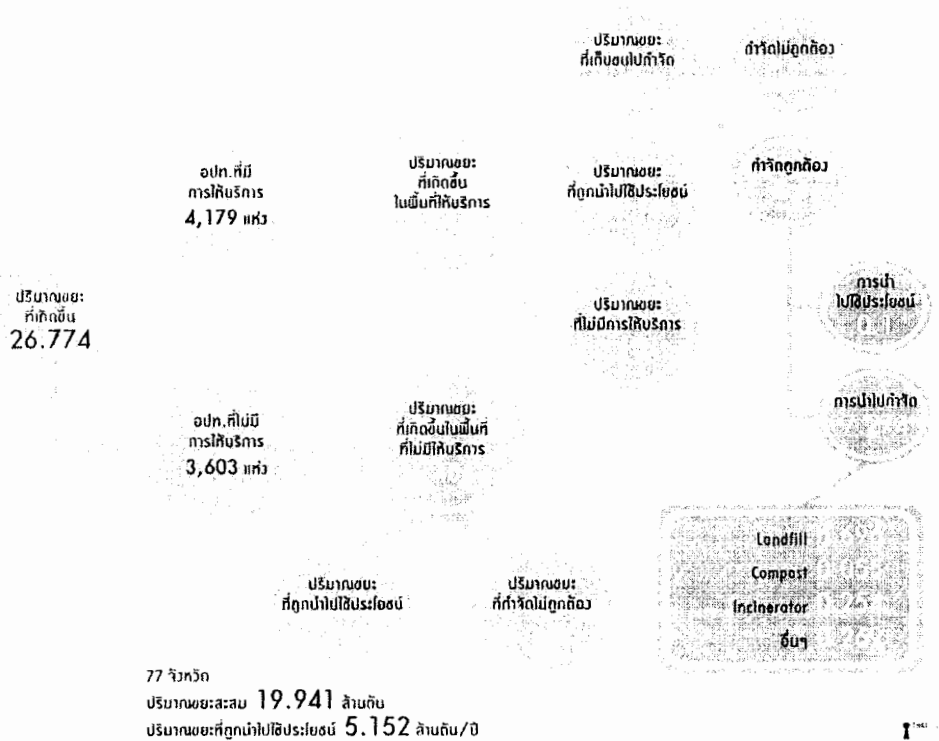 ปริมาณขยะ
ที่เก็บขนไปกำจัด
กำจัดไม่ถูกต้อง
อปท.ที่มี
การให้บริการ
4,179 แห่ง
ปริมาณขยะ
ที่เกิดขึ้น
ในพื้นที่ให้บริการ
ปริมาณขยะ
ที่ถูกนำไปใช้ประโยชน์
กำจัดถูกต้อง
ปริมาณขยะ
ที่เกิดขึ้น
26.774
ปริมาณขยะ
ที่ไม่มีการให้บริการ
การนำ
ไปใช้ประโยชน์
การนำไปกำจัด
อปท.ที่ไม่มี
การให้บริการ
3,603 แห่ง
ปริมาณขยะ
ที่เกิดขึ้นในพื้นที่
ที่ไม่มีให้บริการ
Landfill
Compost
Incinerator
อื่นๆ
ปริมาณขยะ
ที่ถูกนำไปใช้ประโยชน์
ปริมาณขยะ
ที่กำจัดไม่ถูกต้อง
77 จังหวัด
ปริมาณขยะสะสม 19.941 ล้านตัน
ปริมาณขยะที่ถูกนำไปใช้ประโยชน์ 5.152 ล้านตัน/ปี